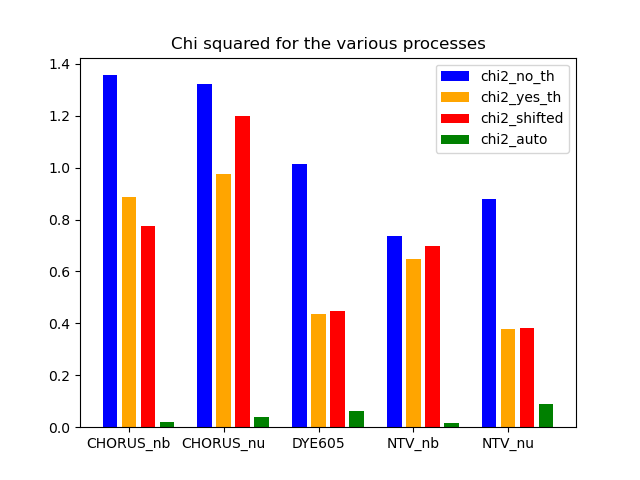 Chi squared for the various processes
chi2_no_th
chi2_yes_th
chi2_shifted
chi2_auto
1.4
1.2
1.0
0.8
0.6
0.4
0.2
0.0
CHORUS_nb CHORUS_nu DYE605 NTV_nb NTV_nu